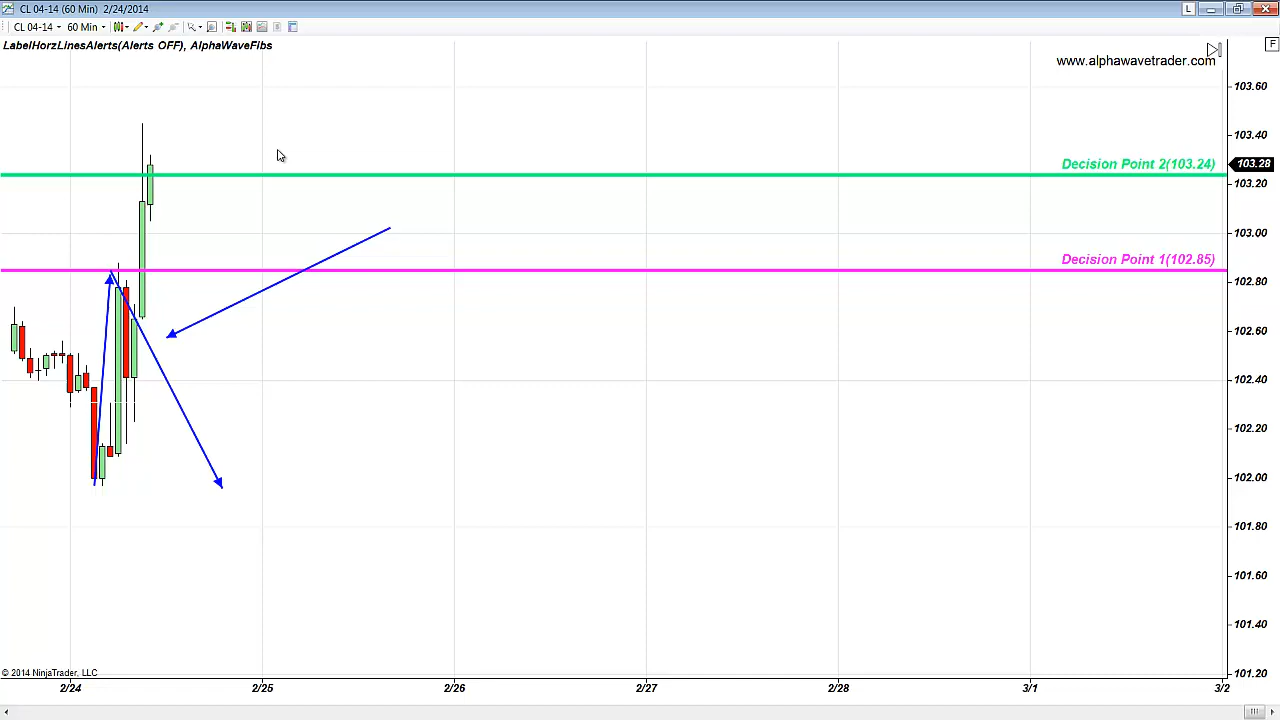 CL 04-14 (60 Min)  2/24/2014
L
CL 04-14 60 Min
LabelHorzLinesAlerts(Alerts OFF), AlphaWaveFibs
F
www.alphawavetrader.com
103.60
103.40
Decision Point 2(103.24)
103.28
103.20
103.00
Decision Point 1(102.85)
102.80
102.60
102.40
102.20
102.00
101.80
101.60
101.40
© 2014 NinjaTrader, LLC
101.20
2/24 2/25 2/26 2/27 2/28 3/1 3/2